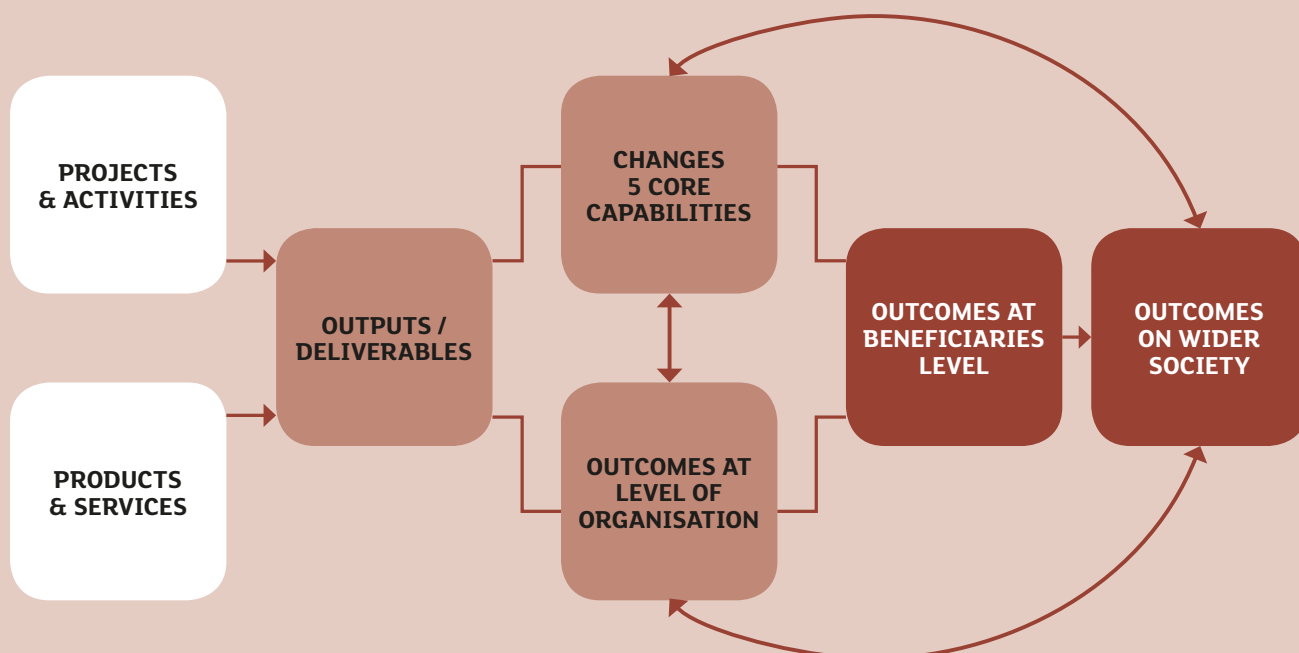 PROJECTS
& ACTIVITIES
PRODUCTS
& SERVICES
OUTPUTS /
DELIVERABLES
CHANGES
5 CORE
CAPABILITIES
OUTCOMES AT
LEVEL OF
ORGANISATION
OUTCOMES AT
BENEFICIARIES
LEVEL
OUTCOMES
ON WIDER
SOCIETY